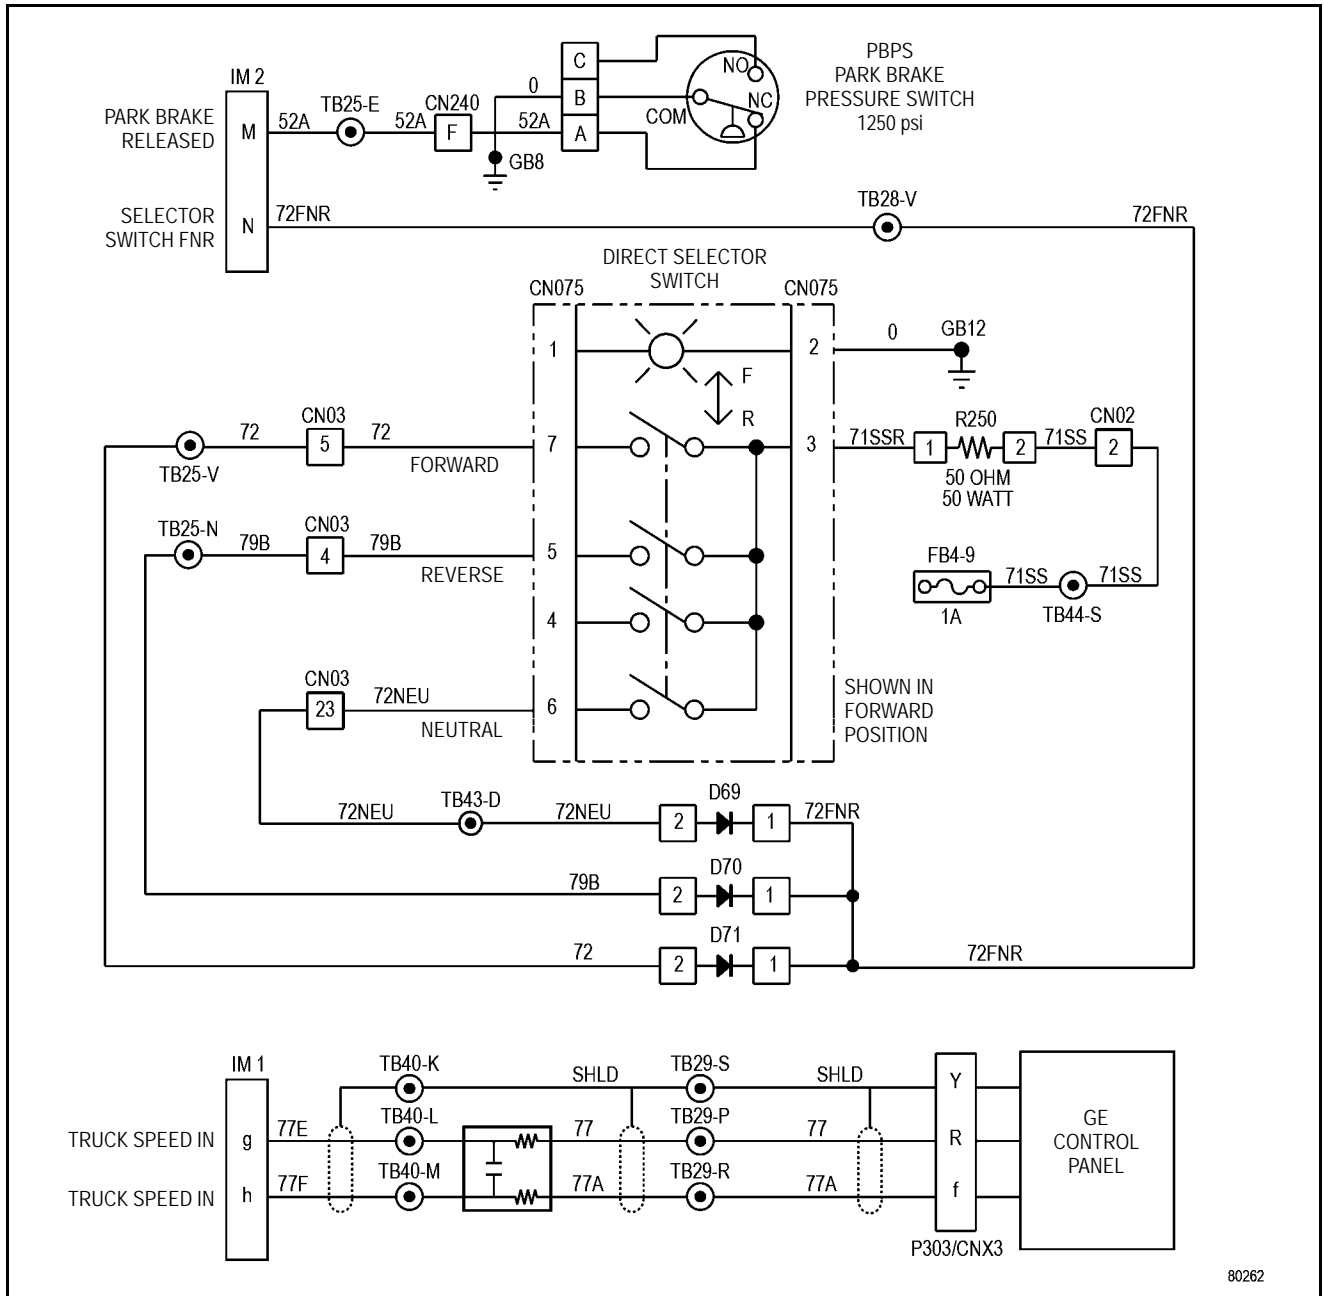 PBPS
PARK BRAKE
PRESSURE SWITCH
1250 psi
IM 2
PARK BRAKE
RELEASED
M
52A
TB25-E
52A
CN240
F
52A
0
C
B
A
GB8
NO
COM
NC
SELECTOR
SWITCH FNR
N
72FNR
TB28-V
72FNR
DIRECT SELECTOR
SWITCH
CN075
CN075
1
2
0
GB12
F
R
TB25-V
72
CN03
5
72
FORWARD
7
3
71SSR
1
R250
2
71SS
CN02
2
50 OHM
50 WATT
TB25-N
79B
CN03
4
79B
REVERSE
5
FB4-9
1A
71SS
TB44-S
71SS
4
CN03
23
72NEU
NEUTRAL
6
SHOWN IN
FORWARD
POSITION
72NEU
TB43-D
72NEU
2
D69
1
72FNR
79B
2
D70
1
72
2
D71
1
72FNR
IM 1
TB40-K
SHLD
TB29-S
SHLD
Y
TRUCK SPEED IN
g
77E
TB40-L
77
TB29-P
77
R
GE
CONTROL
PANEL
TRUCK SPEED IN
h
77F
TB40-M
77A
TB29-R
77A
f
P303/CNX3
80262